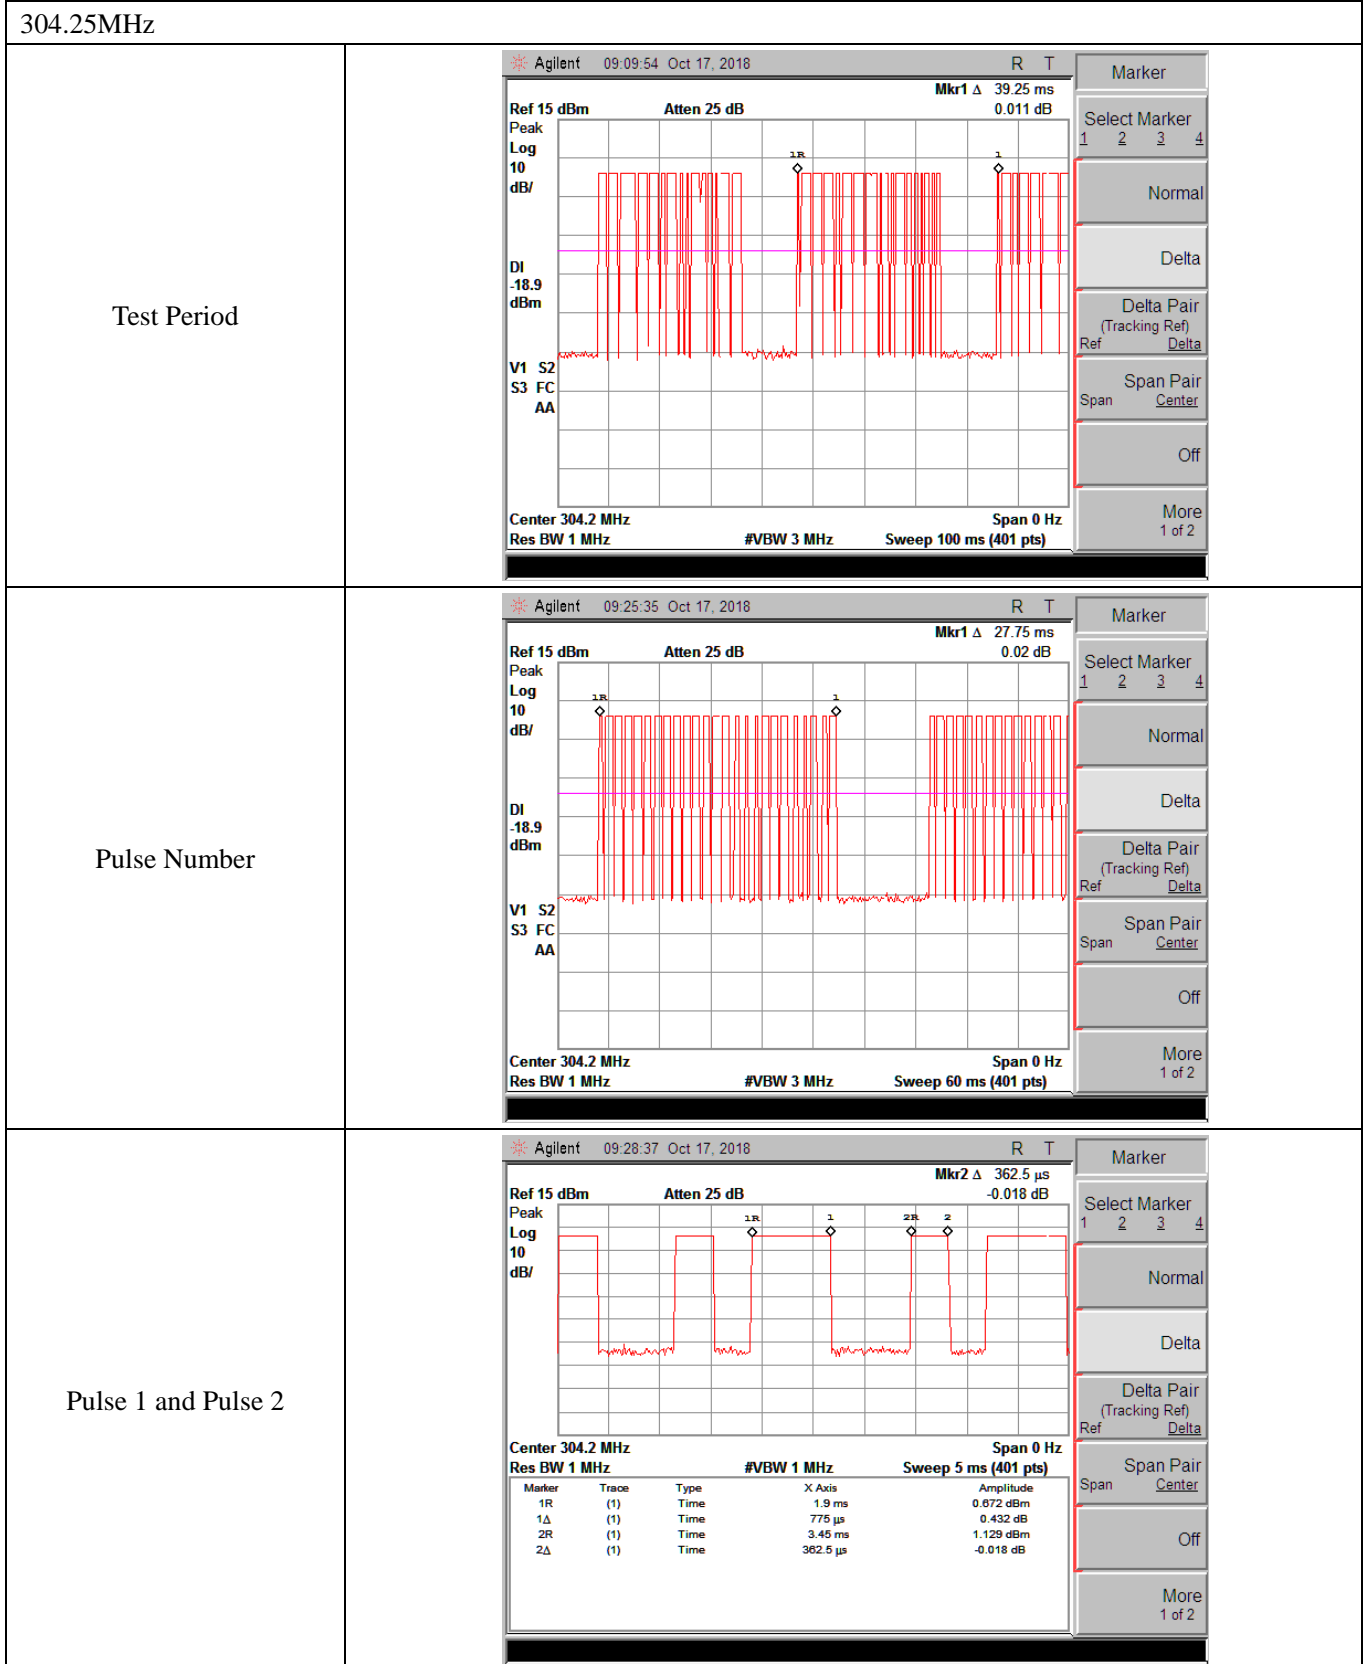 304.25MHz
Test Period
Agilent 09:09:54 Oct 17, 2018 R T
Mkr1 Δ 39.25 ms
Ref 15 dBm Atten 25 dB 0.011 dB
Peak
Log
10
dB/
1R 1
DI
-18.9
dBm
V1 S2
S3 FC
AA
Center 304.2 MHz Span 0 Hz
Res BW 1 MHz #VBW 3 MHz Sweep 100 ms (401 pts)
Marker
Select Marker
1 2 3 4
Normal
Delta
Delta Pair
(Tracking Ref)
Ref Delta
Span Pair
Span Center
Off
More
1 of 2
Pulse Number
Agilent 09:25:35 Oct 17, 2018 R T
Mkr1 Δ 27.75 ms
Ref 15 dBm Atten 25 dB 0.02 dB
Peak
Log
10
dB/
1R 1
DI
-18.9
dBm
V1 S2
S3 FC
AA
Center 304.2 MHz Span 0 Hz
Res BW 1 MHz #VBW 3 MHz Sweep 60 ms (401 pts)
Marker
Select Marker
1 2 3 4
Normal
Delta
Delta Pair
(Tracking Ref)
Ref Delta
Span Pair
Span Center
Off
More
1 of 2
Pulse 1 and Pulse 2
Agilent 09:28:37 Oct 17, 2018 R T
Mkr2 Δ 362.5 µs
Ref 15 dBm Atten 25 dB -0.018 dB
Peak
Log
10
dB/
1R 1 2R 2
Center 304.2 MHz Span 0 Hz
Res BW 1 MHz #VBW 1 MHz Sweep 5 ms (401 pts)
Marker Trace Type X Axis Amplitude
1R (1) Time 1.9 ms 0.672 dBm
1Δ (1) Time 775 µs 0.432 dB
2R (1) Time 3.45 ms 1.129 dBm
2Δ (1) Time 362.5 µs -0.018 dB
Marker
Select Marker
1 2 3 4
Normal
Delta
Delta Pair
(Tracking Ref)
Ref Delta
Span Pair
Span Center
Off
More
1 of 2